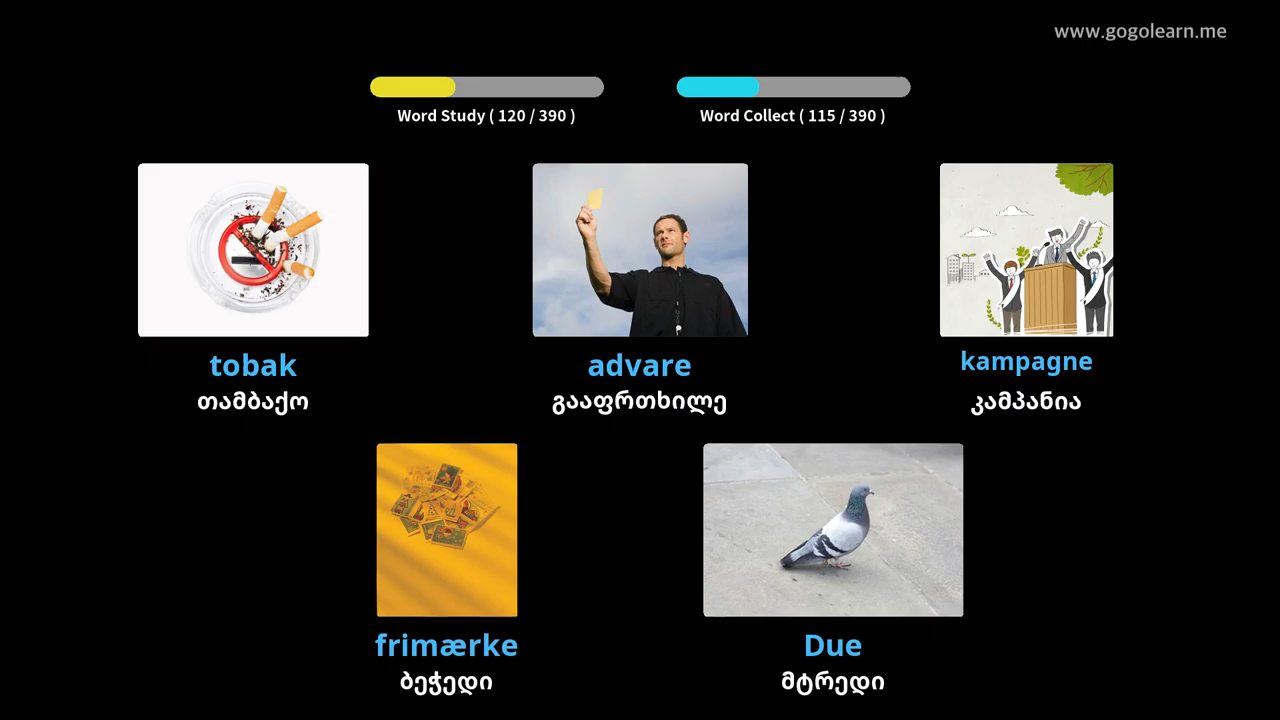 www.gogolearn.me
Word Study ( 120 / 390 )
Word Collect ( 115 / 390 )
tobak
თამბაქო
advare
გააფრთხილე
kampagne
კამპანია
frimærke
ბეჭედი
Due
მტრედი